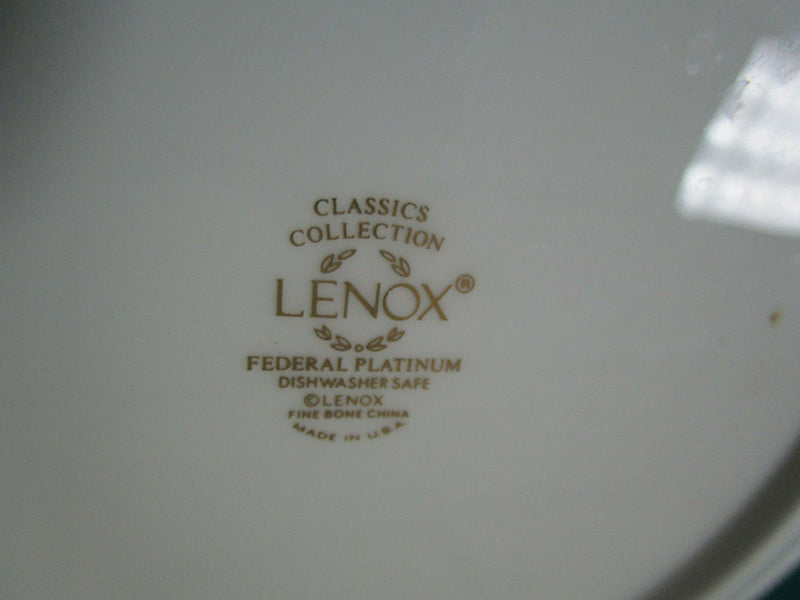 CLASSICS
COLLECTION
LENOX®
FEDERAL PLATINUM
DISHWASHER SAFE
©LENOX
FINE BONE CHINA
MADE IN U.S.A.